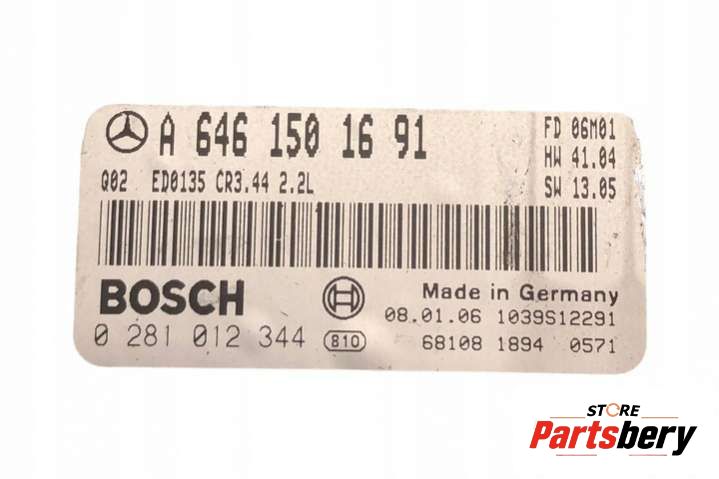 A 646 150 16 91
FD 06M01
HW 41.04
SW 13.05
Q02 ED0135 CR3.44 2.2L
BOSCH
Made in Germany
08.01.06 1039S12291
0 281 012 344 810
68108 1894 0571
STORE
Partsbery